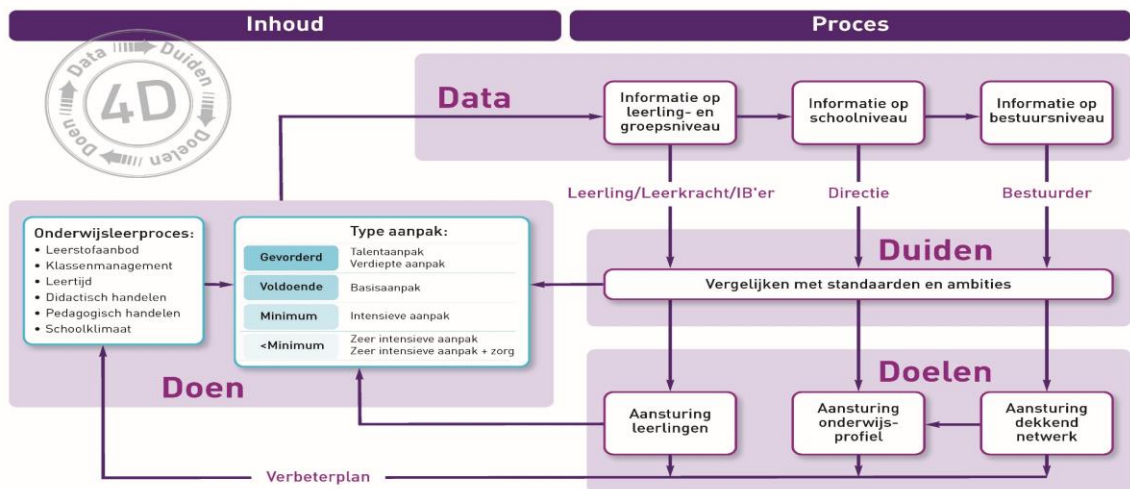 Inhoud
Proces
Data
Duiden
Doelen
Doen
4D
Data
Informatie op
leerling- en
groepsniveau
Informatie op
schoolniveau
Informatie op
bestuursniveau
Leerling/Leerkracht/IB'er
Directie
Bestuurder
Onderwijsleerproces:
• Leerstofaanbod
• Klassenmanagement
• Leertijd
• Didactisch handelen
• Pedagogisch handelen
• Schoolklimaat
Type aanpak:
Gevorderd
Talentaanpak
Verdiepte aanpak
Voldoende
Basisaanpak
Minimum
Intensieve aanpak
<Minimum
Zeer intensieve aanpak
Zeer intensieve aanpak + zorg
Doen
Duiden
Vergelijken met standaarden en ambities
Doelen
Aansturing
leerlingen
Aansturing
onderwijs-
profiel
Aansturing
dekkend
netwerk
Verbeterplan